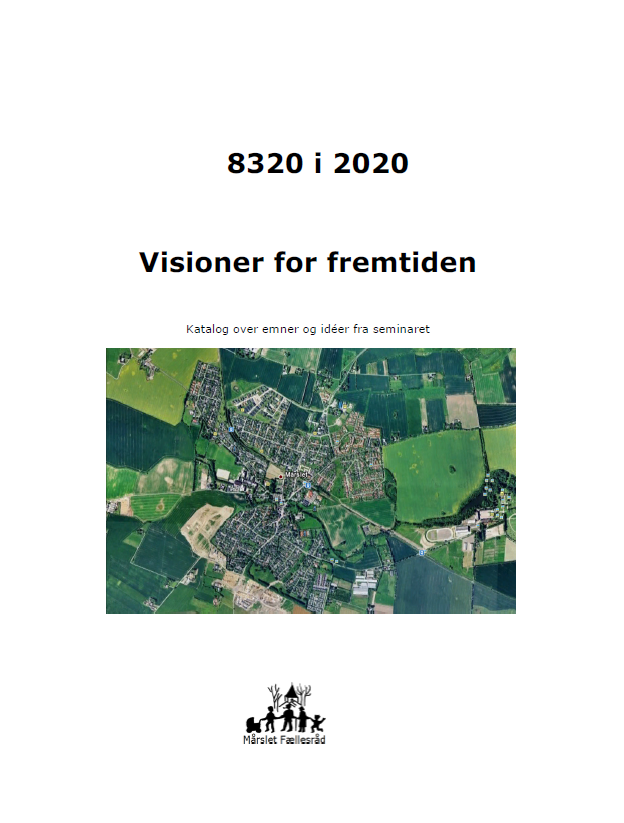 8320 i 2020
Visioner for fremtiden
Katalog over emner og idéer fra seminaret
Mårslet
Mårslet Fællesråd